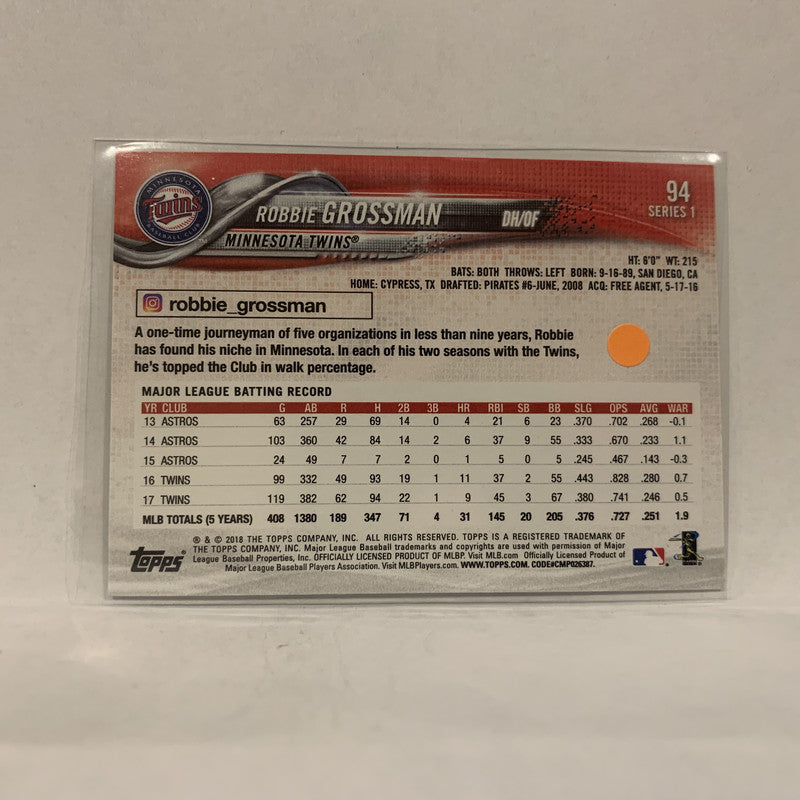 MINNESOTA
Twins
BASEBALL CLUB
ROBBIE GROSSMAN DH/OF
MINNESOTA TWINS®
94
SERIES 1
HT: 6'0" WT: 215
BATS: BOTH THROWS: LEFT BORN: 9-16-89, SAN DIEGO, CA
HOME: CYPRESS, TX DRAFTED: PIRATES #6-JUNE, 2008 ACQ: FREE AGENT, 5-17-16
robbie_grossman
A one-time journeyman of five organizations in less than nine years, Robbie
has found his niche in Minnesota. In each of his two seasons with the Twins,
he's topped the Club in walk percentage.
MAJOR LEAGUE BATTING RECORD
YR CLUB G AB R H 2B 3B HR RBI SB BB SLG OPS AVG WAR
13 ASTROS 63 257 29 69 14 0 4 21 6 23 .370 .702 .268 -0.1
14 ASTROS 103 360 42 84 14 2 6 37 9 55 .333 .670 .233 1.1
15 ASTROS 24 49 7 7 2 0 1 5 0 5 .245 .467 .143 -0.3
16 TWINS 99 332 49 93 19 1 11 37 2 55 .443 .828 .280 0.7
17 TWINS 119 382 62 94 22 1 9 45 3 67 .380 .741 .246 0.5
MLB TOTALS (5 YEARS) 408 1380 189 347 71 4 31 145 20 205 .376 .727 .251 1.9
® & © 2018 THE TOPPS COMPANY, INC. ALL RIGHTS RESERVED. TOPPS IS A REGISTERED TRADEMARK OF
THE TOPPS COMPANY, INC. Major League Baseball trademarks and copyrights are used with permission of Major
League Baseball Properties, Inc. OFFICIALLY LICENSED PRODUCT OF MLBP. Visit MLB.com Officially Licensed Product of
Major League Baseball Players Association. Visit MLBPlayers.com. WWW.TOPPS.COM. CODE#CMP026387.
TOPPS